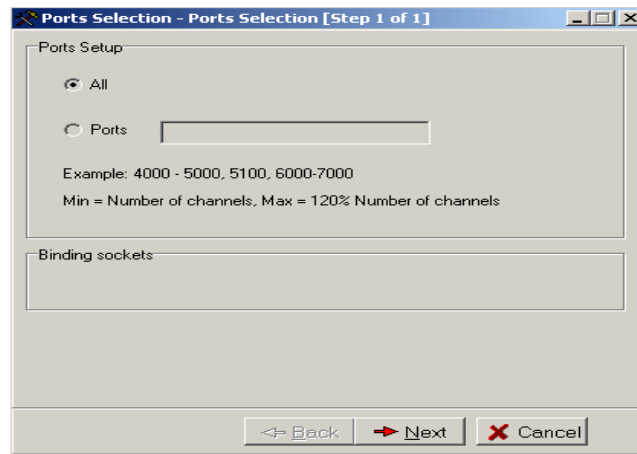 Ports Selection - Ports Selection [Step 1 of 1]
Ports Setup
All
Ports
Example: 4000 - 5000, 5100, 6000-7000
Min = Number of channels, Max = 120% Number of channels
Binding sockets
Back Next Cancel